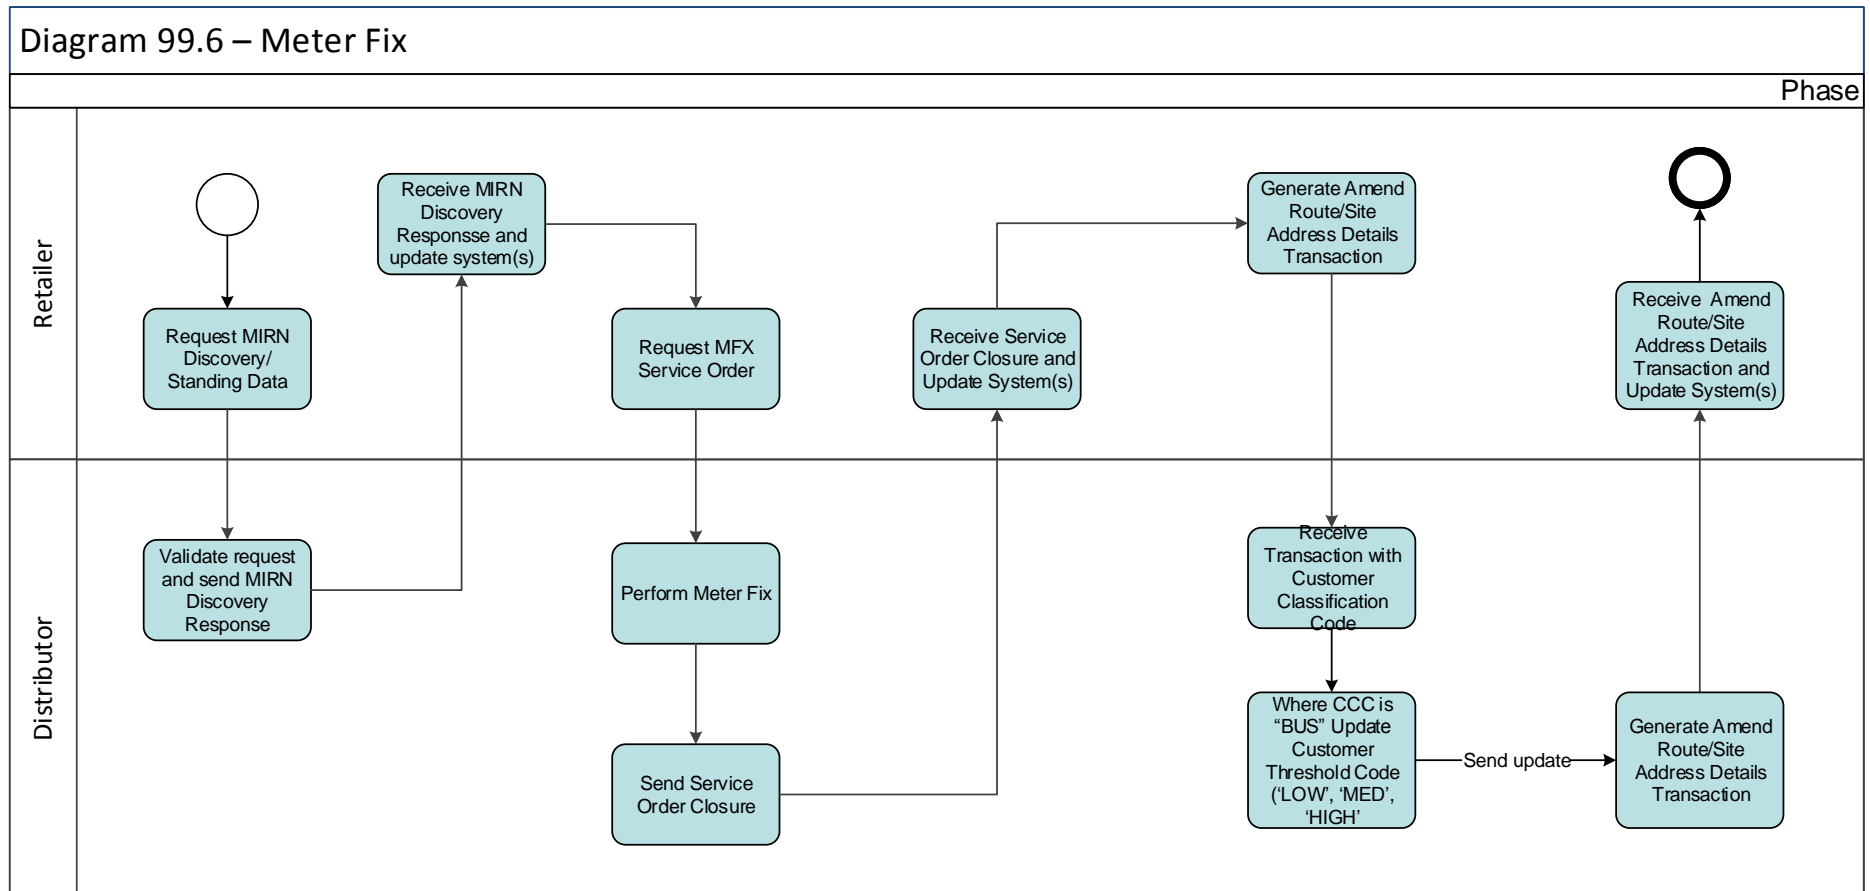 Diagram 99.6 – Meter Fix
Phase
Retailer
Request MIRN
Discovery/
Standing Data
Receive MIRN
Discovery
Responsse and
update system(s)
Request MFX
Service Order
Receive Service
Order Closure and
Update System(s)
Generate Amend
Route/Site
Address Details
Transaction
Receive Amend
Route/Site
Address Details
Transaction and
Update System(s)
Distributor
Validate request
and send MIRN
Discovery
Response
Perform Meter Fix
Send Service
Order Closure
Receive
Transaction with
Customer
Classification
Code
Where CCC is
“BUS” Update
Customer
Threshold Code
(‘LOW’, ‘MED’,
‘HIGH’
Send update
Generate Amend
Route/Site
Address Details
Transaction